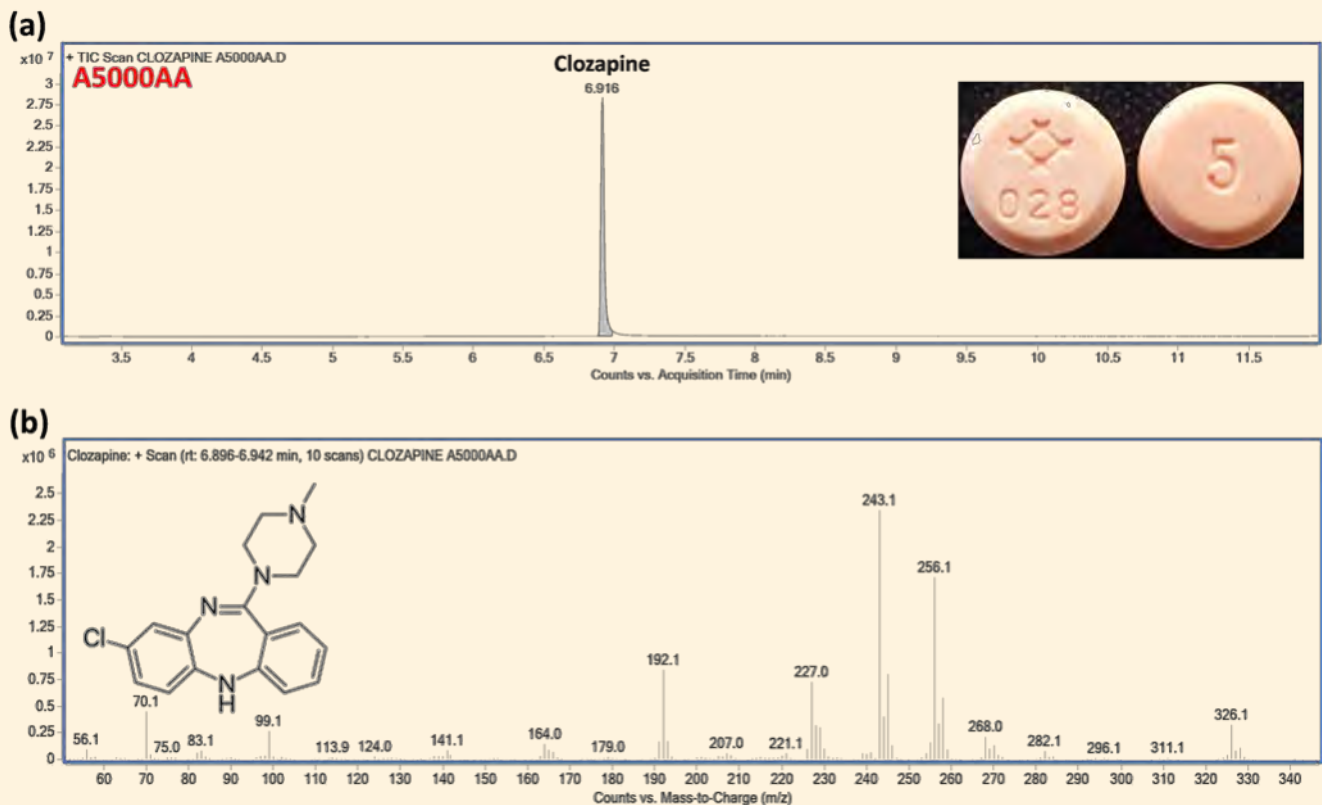 (a)
x10 7
+ TIC Scan CLOZAPINE A5000AA.D
A5000AA
Clozapine
6.916
3
2.75
2.5
2.25
2
1.75
1.5
1.25
1
0.75
0.5
0.25
0
028
5
3.5 4 4.5 5 5.5 6 6.5 7 7.5 8 8.5 9 9.5 10 10.5 11 11.5
Counts vs. Acquisition Time (min)
(b)
x10 6
Clozapine: + Scan (rt: 6.896-6.942 min, 10 scans) CLOZAPINE A5000AA.D
2.5
2.25
2
1.75
1.5
1.25
1
0.75
0.5
0.25
0
N
N
N
Cl
N
H
56.1
70.1
75.0
83.1
99.1
113.9
124.0
141.1
164.0
179.0
192.1
207.0
221.1
227.0
243.1
256.1
268.0
282.1
296.1
311.1
326.1
60 70 80 90 100 110 120 130 140 150 160 170 180 190 200 210 220 230 240 250 260 270 280 290 300 310 320 330 340
Counts vs. Mass-to-Charge (m/z)